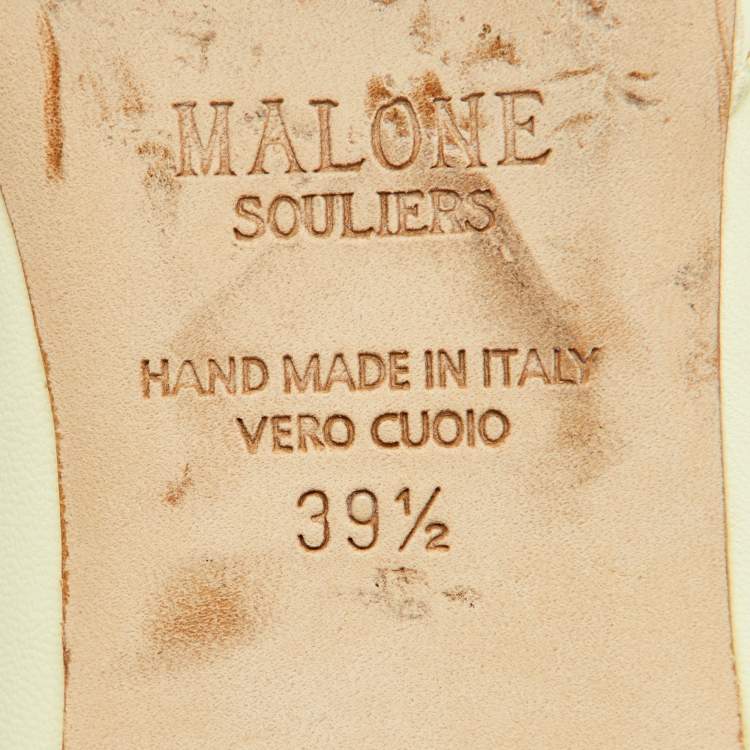 MALONE
SOULIERS
HAND MADE IN ITALY
VERO CUOIO
39½